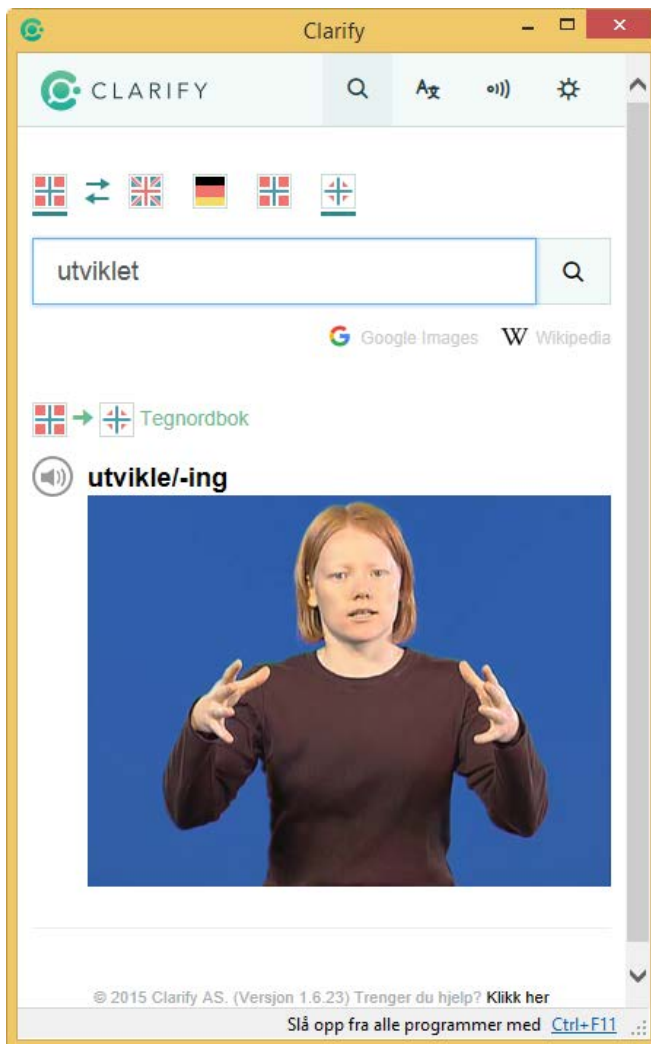 Clarify
CLARIFY
utviklet
Google Images W Wikipedia
Tegnordbok
utvikle/-ing
© 2015 Clarify AS. (Versjon 1.6.23) Trenger du hjelp? Klikk her
Slå opp fra alle programmer med Ctrl+F11